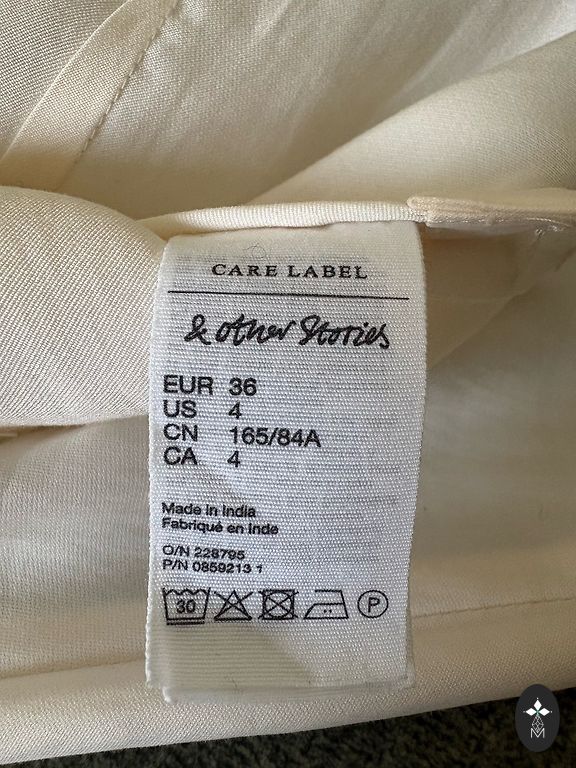 CARE LABEL
& other Stories
EUR 36
US 4
CN 165/84A
CA 4
Made in India
Fabriqué en Inde
O/N 228795
P/N 0859213 1
30
P
M